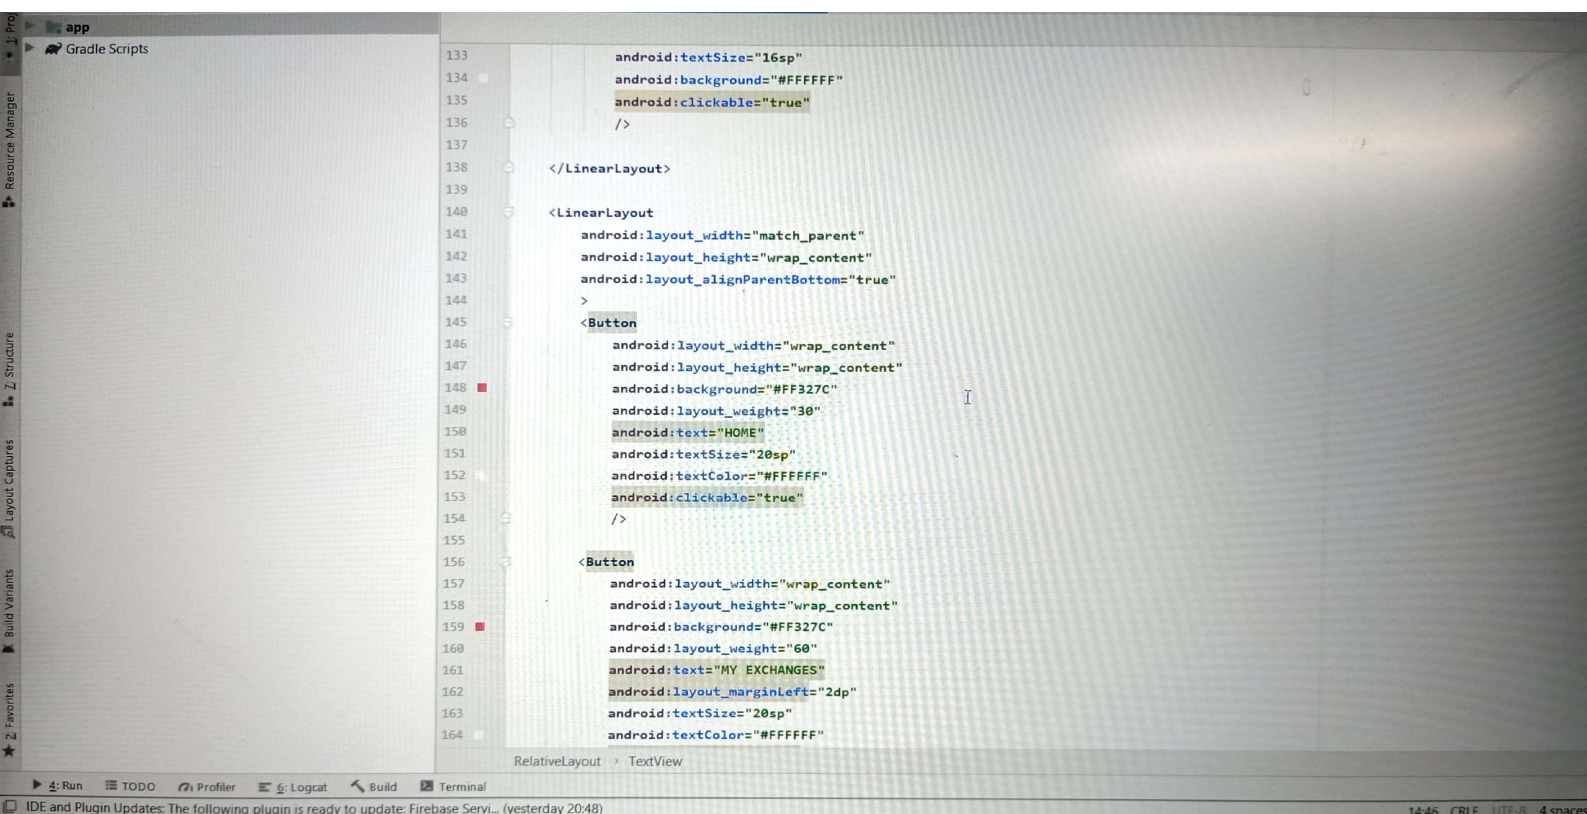 1: Proj
app
Gradle Scripts
Resource Manager
Z: Structure
Layout Captures
Build Variants
2: Favorites
133 android:textSize="16sp"
134 android:background="#FFFFFF"
135 android:clickable="true"
136 />
137
138 </LinearLayout>
139
140 <LinearLayout
141 android:layout_width="match_parent"
142 android:layout_height="wrap_content"
143 android:layout_alignParentBottom="true"
144 >
145 <Button
146 android:layout_width="wrap_content"
147 android:layout_height="wrap_content"
148 android:background="#FF327C"
149 android:layout_weight="30"
150 android:text="HOME"
151 android:textSize="20sp"
152 android:textColor="#FFFFFF"
153 android:clickable="true"
154 />
155
156 <Button
157 android:layout_width="wrap_content"
158 android:layout_height="wrap_content"
159 android:background="#FF327C"
160 android:layout_weight="60"
161 android:text="MY EXCHANGES"
162 android:layout_marginLeft="2dp"
163 android:textSize="20sp"
164 android:textColor="#FFFFFF"
RelativeLayout › TextView
4: Run TODO Profiler 6: Logcat Build Terminal
IDE and Plugin Updates: The following plugin is ready to update: Firebase Servi... (yesterday 20:48) 14:46 CRLF UTF-8 4 spaces